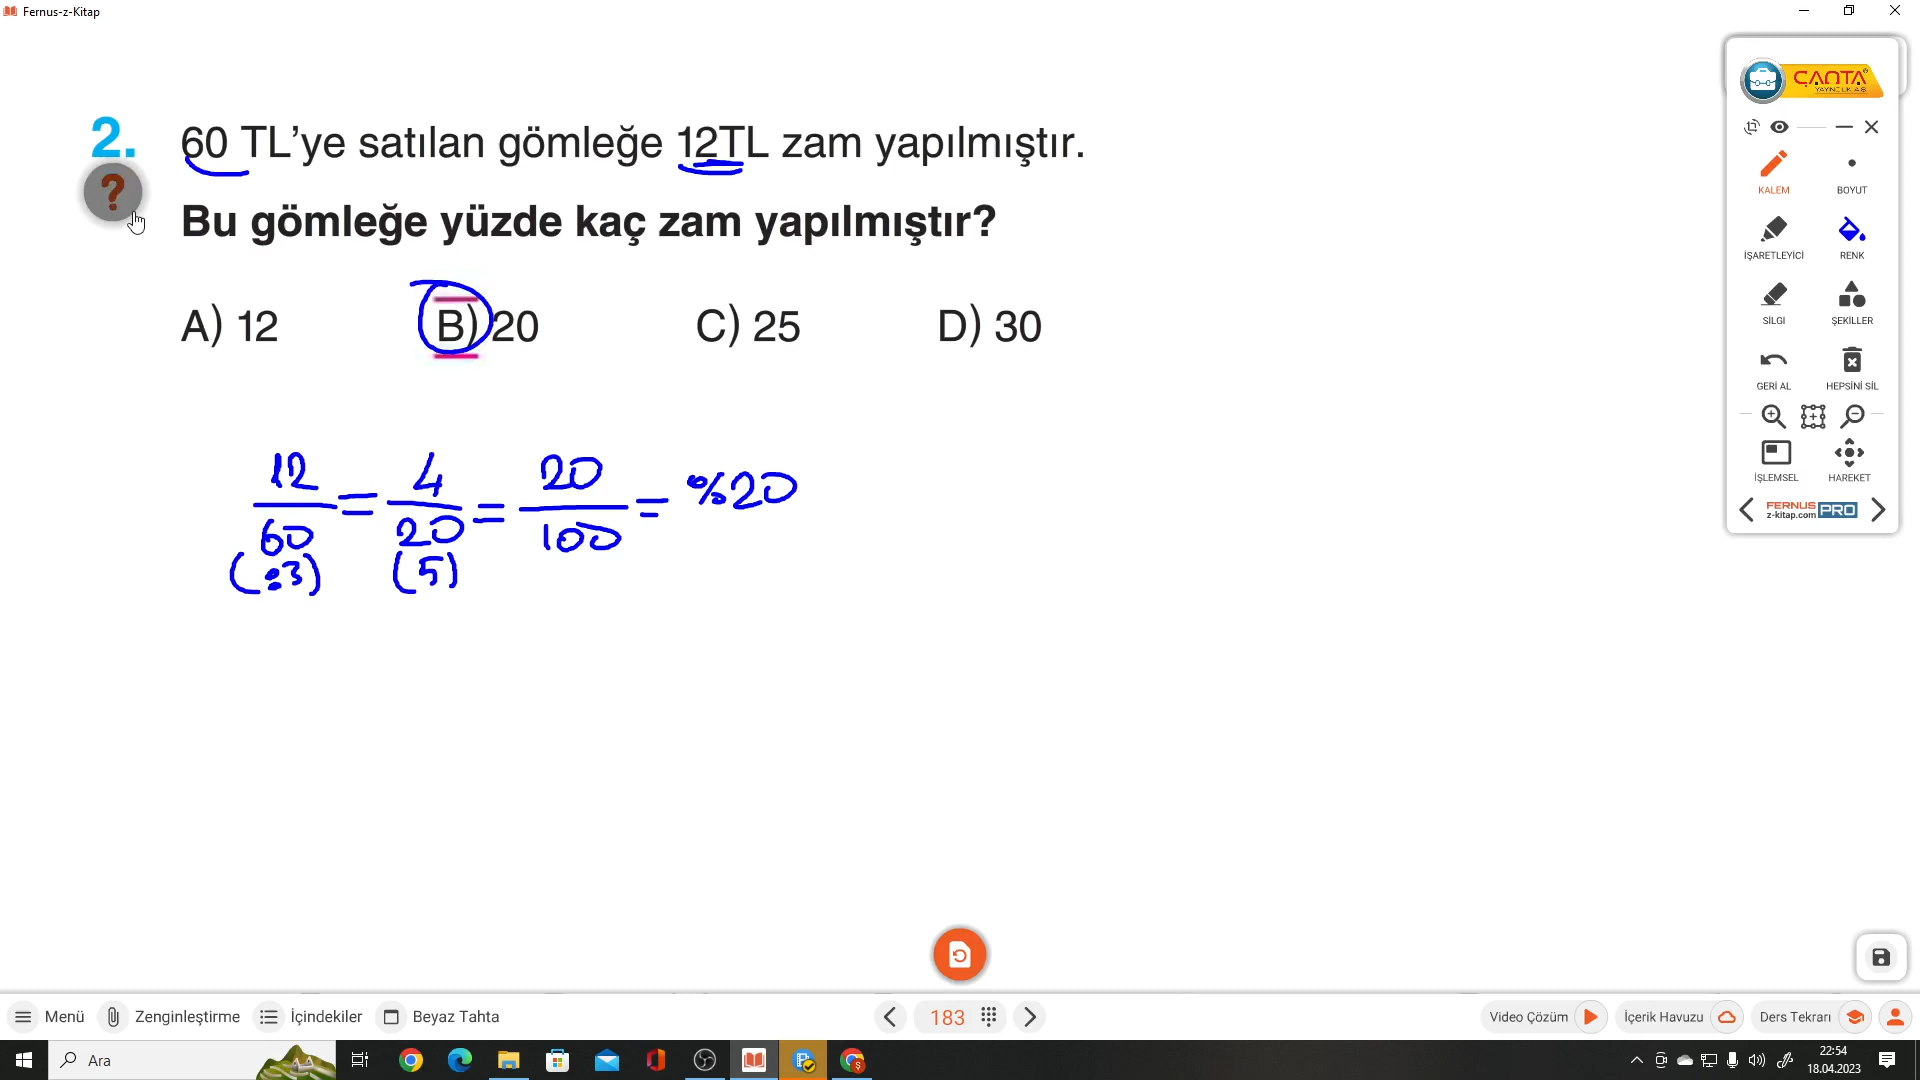 Fernus-z-Kitap
ÇANTA
YAYINCILIK A.Ş.
2. 60 TL’ye satılan gömleğe 12TL zam yapılmıştır.
?
Bu gömleğe yüzde kaç zam yapılmıştır?
A) 12 B) 20 C) 25 D) 30
12/60 = 4/20 = 20/100 = %20
(:3) (5)
KALEM BOYUT
İŞARETLEYİCİ RENK
SİLGİ ŞEKİLLER
GERİ AL HEPSİNİ SİL
İŞLEMSEL HAREKET
FERNUS
z-kitap.com PRO
Menü Zenginleştirme İçindekiler Beyaz Tahta 183 Video Çözüm İçerik Havuzu Ders Tekrarı
Ara
22:54
18.04.2023